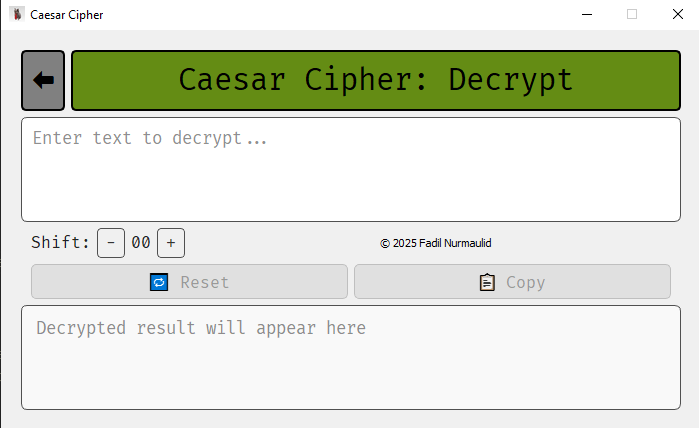 Caesar Cipher
Caesar Cipher: Decrypt
Enter text to decrypt...
Shift: - 00 +
© 2025 Fadil Nurmaulid
Reset
Copy
Decrypted result will appear here